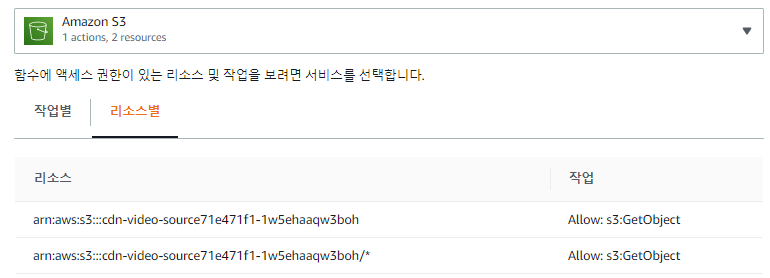 Amazon S3
1 actions, 2 resources
함수에 액세스 권한이 있는 리소스 및 작업을 보려면 서비스를 선택합니다.
작업별 리소스별
리소스 작업
arn:aws:s3:::cdn-video-source71e471f1-1w5ehaaqw3boh Allow: s3:GetObject
arn:aws:s3:::cdn-video-source71e471f1-1w5ehaaqw3boh/* Allow: s3:GetObject